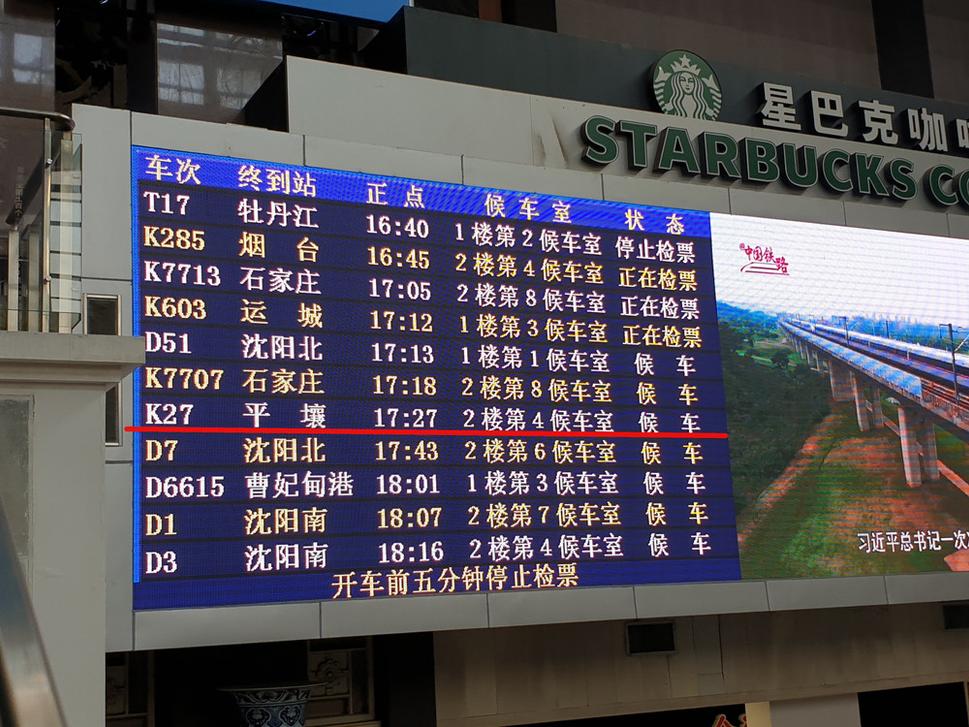 星巴克咖
STARBUCKS CO
车次 终到站 正点 候车室 状态
T17 牡丹江 16:40 1楼第2候车室 停止检票
K285 烟台 16:45 2楼第4候车室 正在检票
K7713 石家庄 17:05 2楼第8候车室 正在检票
K603 运城 17:12 1楼第3候车室 正在检票
D51 沈阳北 17:13 1楼第1候车室 候车
K7707 石家庄 17:18 2楼第8候车室 候车
K27 平壤 17:27 2楼第4候车室 候车
D7 沈阳北 17:43 2楼第6候车室 候车
D6615 曹妃甸港 18:01 1楼第3候车室 候车
D1 沈阳南 18:07 2楼第7候车室 候车
D3 沈阳南 18:16 2楼第4候车室 候车
开车前五分钟停止检票
中国铁路
习近平总书记一次